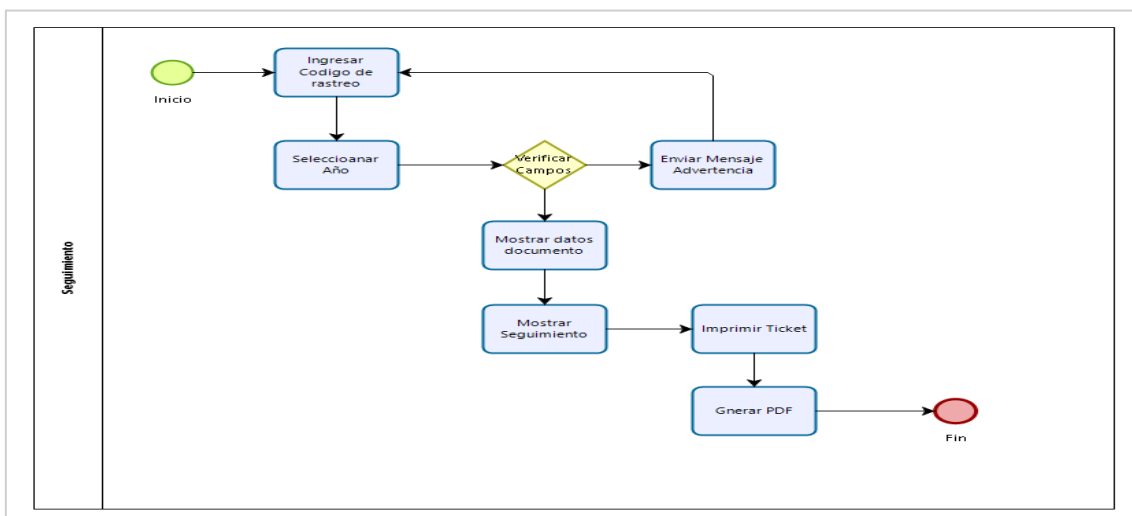 Seguimiento
Inicio
Ingresar
Codigo de
rastreo
Seleccioanar
Año
Verificar
Campos
Enviar Mensaje
Advertencia
Mostrar datos
documento
Mostrar
Seguimiento
Imprimir Ticket
Gnerar PDF
Fin